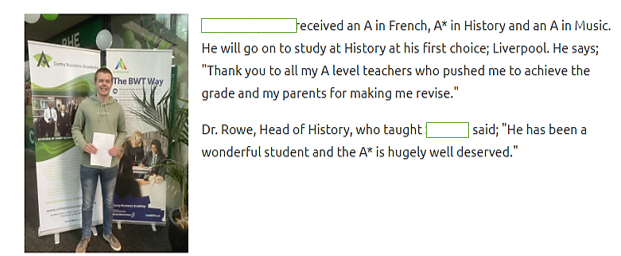 Corby Business Academy
The BWT Way
received an A in French, A* in History and an A in Music.
He will go on to study at History at his first choice; Liverpool. He says;
"Thank you to all my A level teachers who pushed me to achieve the
grade and my parents for making me revise."
Dr. Rowe, Head of History, who taught said; "He has been a
wonderful student and the A* is hugely well deserved."